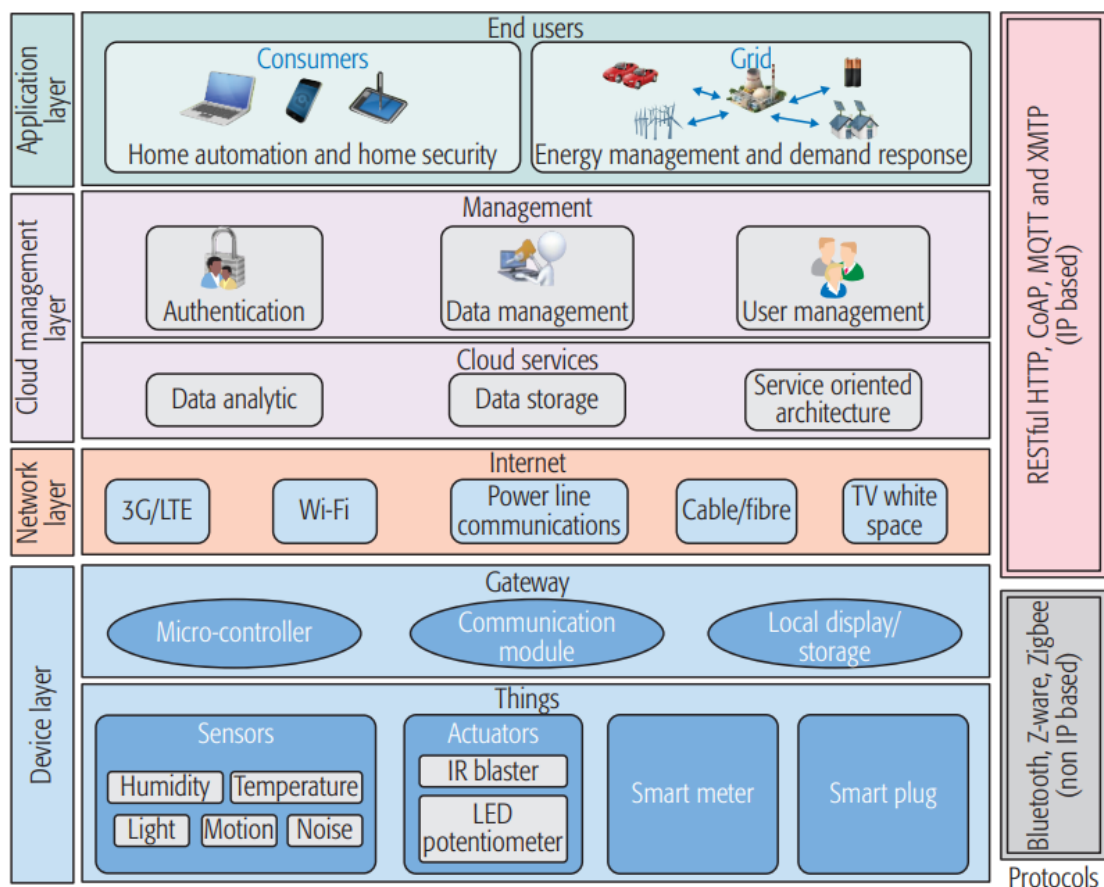 Application
layer
End users
Consumers
Home automation and home security
Grid
Energy management and demand response
Cloud management
layer
Management
Authentication
Data management
User management
Cloud services
Data analytic
Data storage
Service oriented
architecture
Network
layer
Internet
3G/LTE
Wi-Fi
Power line
communications
Cable/fibre
TV white
space
Device layer
Gateway
Micro-controller
Communication
module
Local display/
storage
Things
Sensors
Humidity
Temperature
Light
Motion
Noise
Actuators
IR blaster
LED
potentiometer
Smart meter
Smart plug
RESTful HTTP, CoAP, MQTT and XMTP
(IP based)
Bluetooth, Z-ware, Zigbee
(non IP based)
Protocols